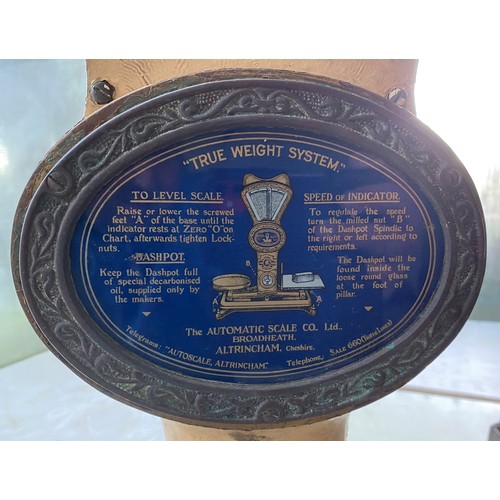 "TRUE WEIGHT SYSTEM."
TO LEVEL SCALE.
Raise or lower the screwed
feet "A" of the base until the
indicator rests at ZERO "O" on
Chart, afterwards tighten Lock-
nuts.
DASHPOT.
Keep the Dashpot full
of special decarbonised
oil supplied only by
the makers.
SPEED OF INDICATOR.
To regulate the speed
turn the milled nut "B"
of the Dashpot Spindle to
the right or left according to
requirements.
The Dashpot will be
found inside the
loose round glass
at the foot of
pillar.
B
A
The AUTOMATIC SCALE CO. Ltd.,
BROADHEATH,
ALTRINCHAM, Cheshire.
Telegrams: "AUTOSCALE, ALTRINCHAM."
Telephone, SALE 660